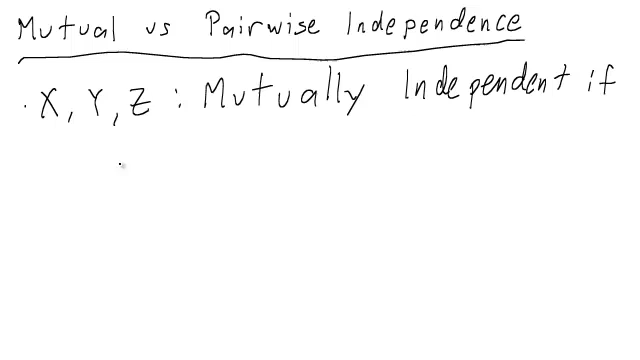 Mutual vs Pairwise Independence
· X, Y, Z : Mutually Independent if